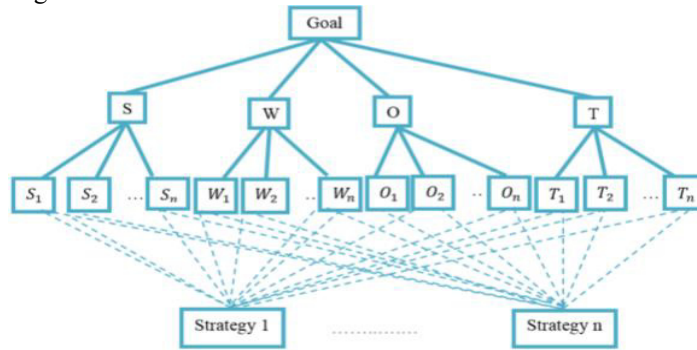 Goal
S W O T
S₁ S₂ ... Sₙ W₁ W₂ .. Wₙ O₁ O₂ .. Oₙ T₁ T₂ ... Tₙ
Strategy 1 .............. Strategy n